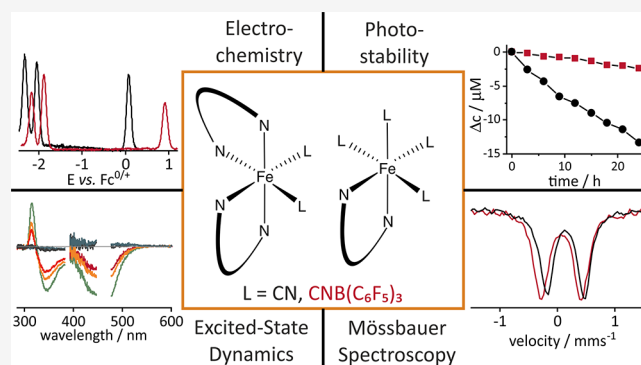 Electro-
chemistry
Photo-
stability
-2 -1 0 1
E vs. Fc0/+
N
N
N
N
Fe
L
L
L
L
L
L
Fe
N
N
L = CN, CNB(C₆F₅)₃
0
-5
-10
-15
Δc / μM
0 10 20
time / h
300 400 500 600
wavelength / nm
Excited-State
Dynamics
Mössbauer
Spectroscopy
-1 0 1
velocity / mms⁻¹